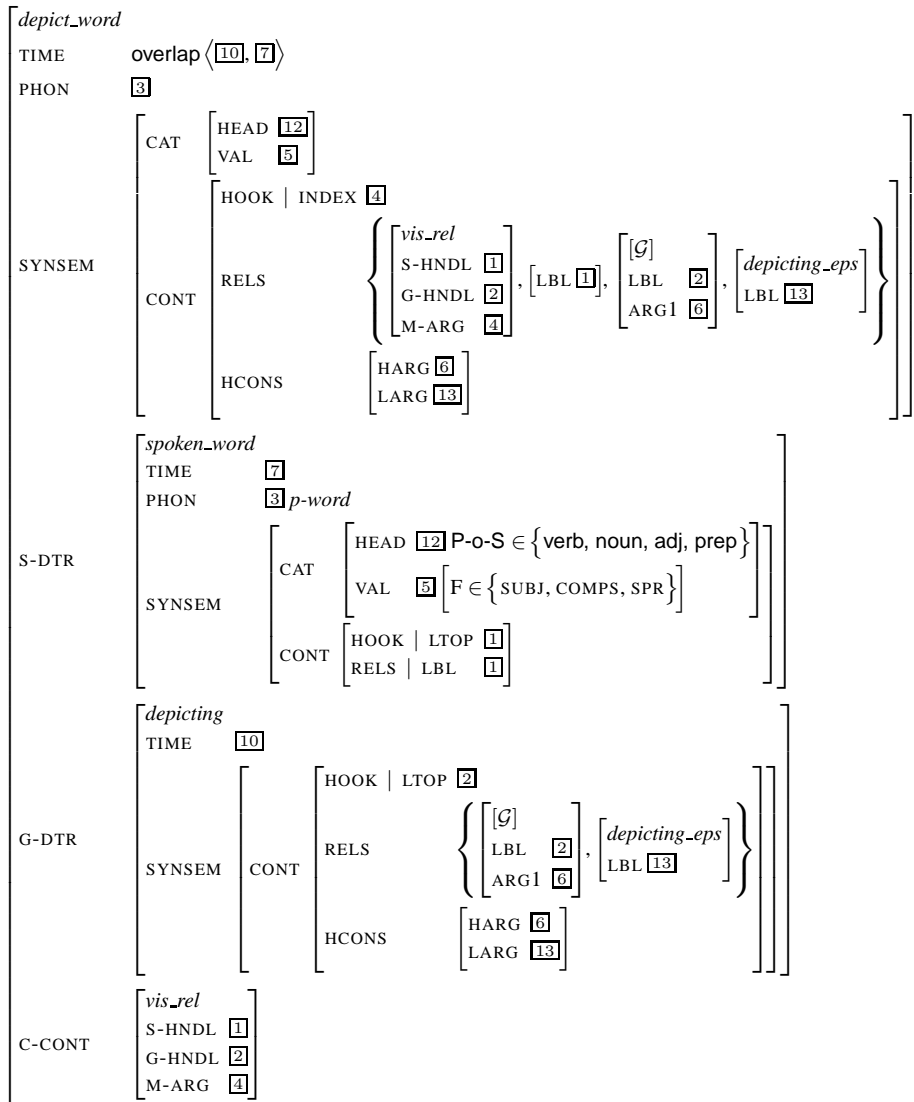 depict_word
TIME overlap ⟨10, 7⟩
PHON 3
SYNSEM
CAT
HEAD 12
VAL 5
CONT
HOOK | INDEX 4
RELS
vis_rel
S-HNDL 1
G-HNDL 2
M-ARG 4
, [LBL 1],
[𝒢]
LBL 2
ARG1 6
,
depicting_eps
LBL 13
HCONS
HARG 6
LARG 13
S-DTR
spoken_word
TIME 7
PHON 3 p-word
SYNSEM
CAT
HEAD 12 P-o-S ∈ {verb, noun, adj, prep}
VAL 5 [F ∈ {SUBJ, COMPS, SPR}]
CONT
HOOK | LTOP 1
RELS | LBL 1
G-DTR
depicting
TIME 10
SYNSEM
CONT
HOOK | LTOP 2
RELS
[𝒢]
LBL 2
ARG1 6
,
depicting_eps
LBL 13
HCONS
HARG 6
LARG 13
C-CONT
vis_rel
S-HNDL 1
G-HNDL 2
M-ARG 4